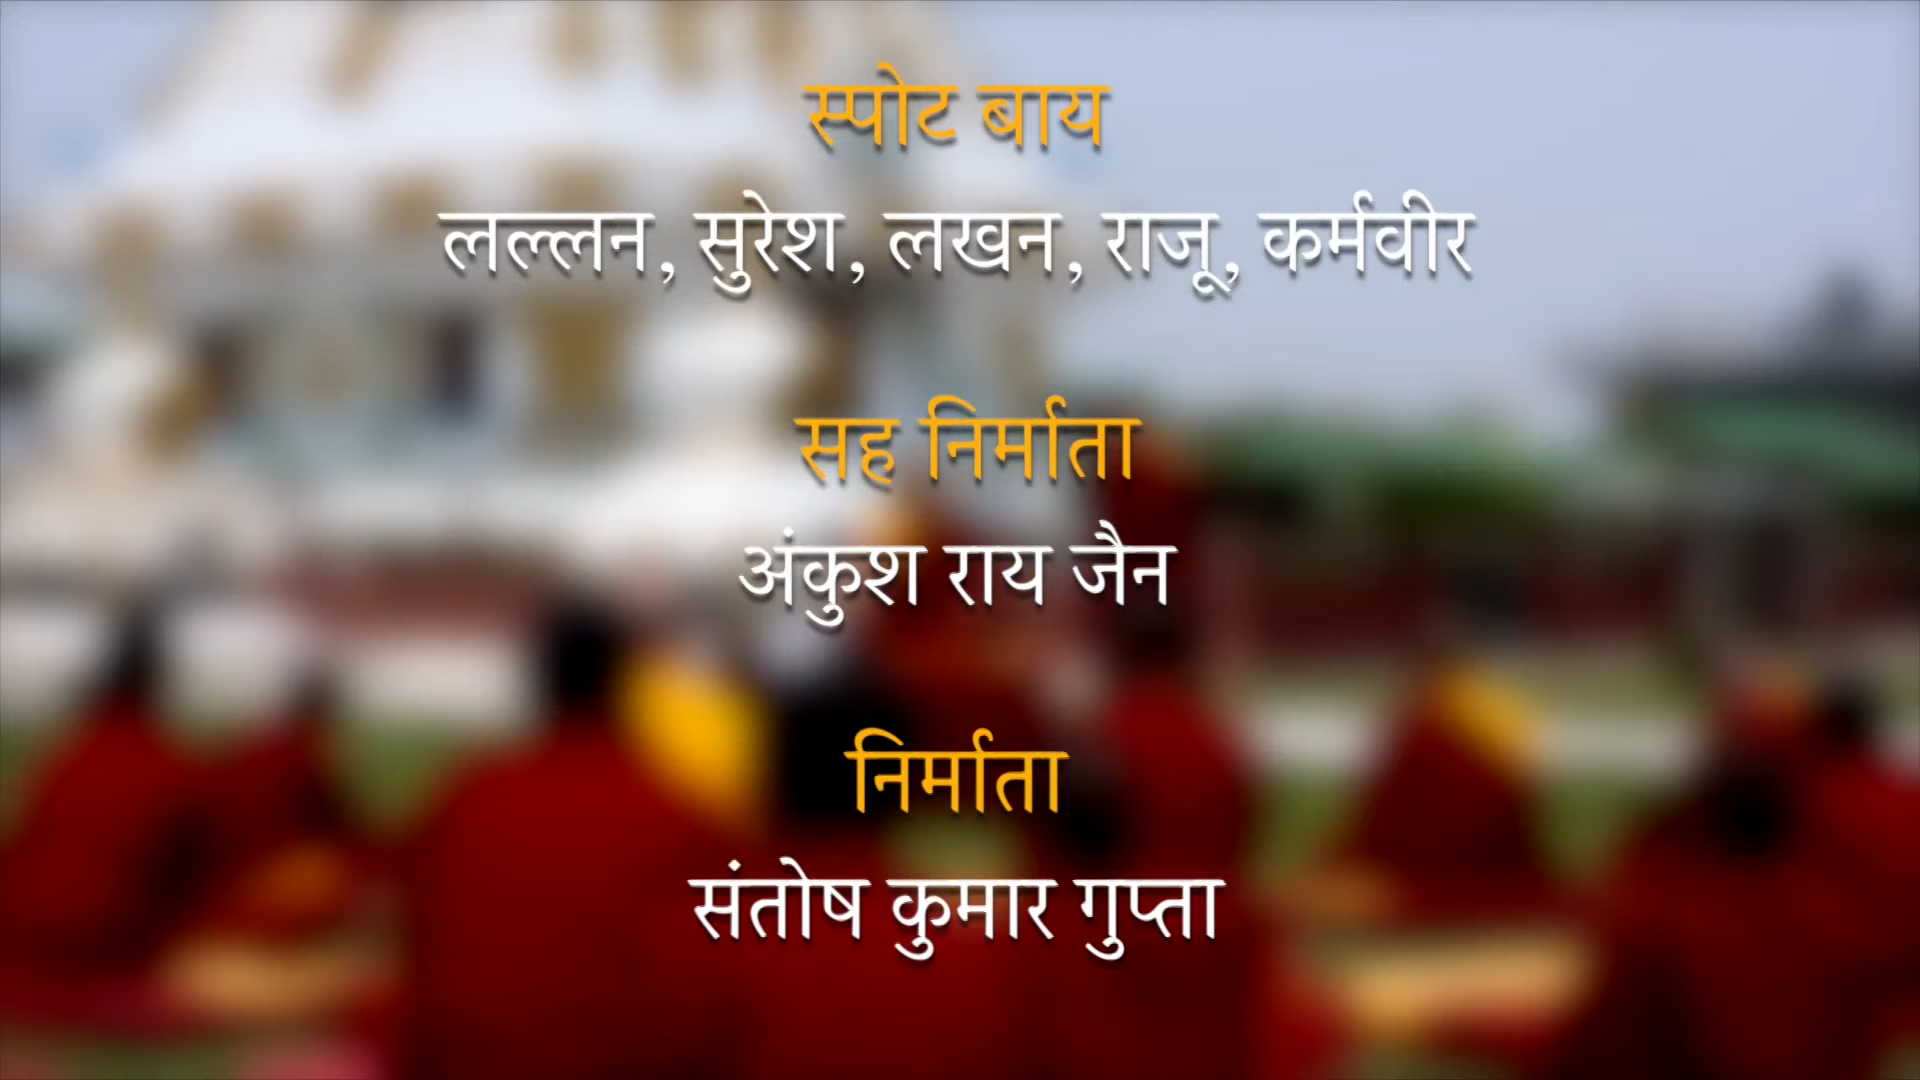 स्पोट बाय
लल्लन, सुरेश, लखन, राजू, कर्मवीर
सह निर्माता
अंकुश राय जैन
निर्माता
संतोष कुमार गुप्ता